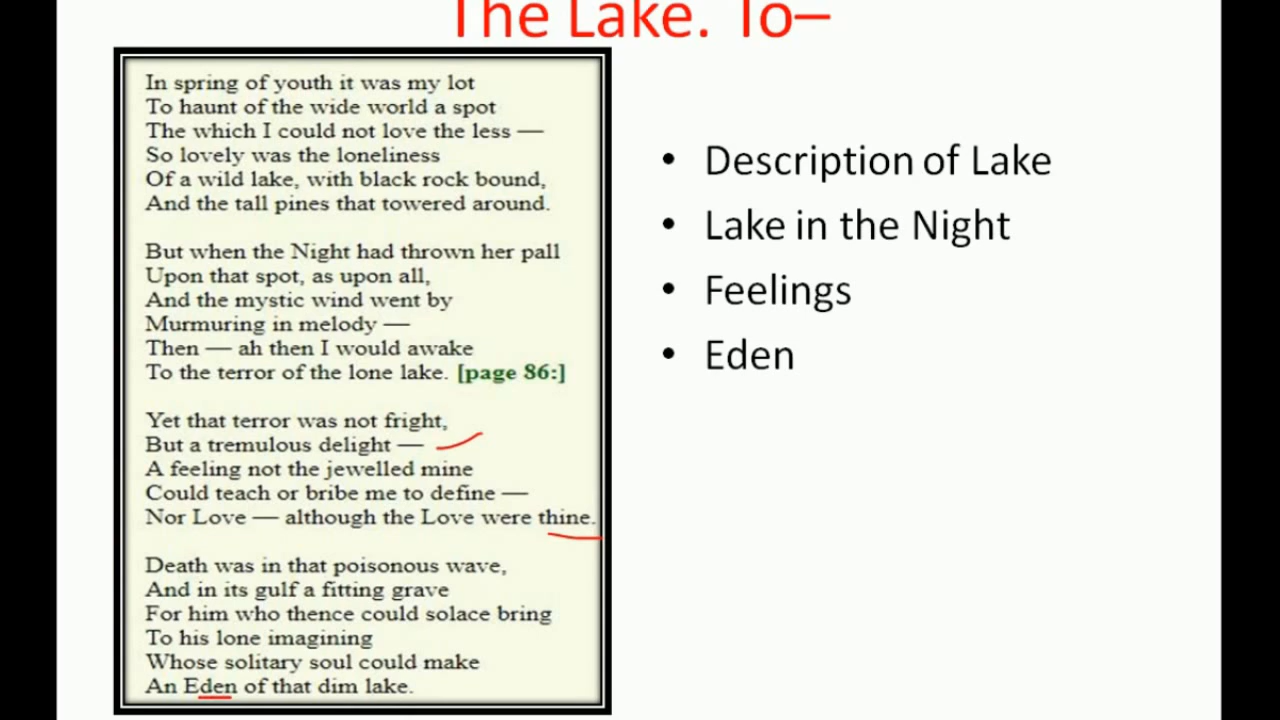 The Lake. To–
In spring of youth it was my lot
To haunt of the wide world a spot
The which I could not love the less —
So lovely was the loneliness
Of a wild lake, with black rock bound,
And the tall pines that towered around.
But when the Night had thrown her pall
Upon that spot, as upon all,
And the mystic wind went by
Murmuring in melody —
Then — ah then I would awake
To the terror of the lone lake. [page 86:]
Yet that terror was not fright,
But a tremulous delight —
A feeling not the jewelled mine
Could teach or bribe me to define —
Nor Love — although the Love were thine.
Death was in that poisonous wave,
And in its gulf a fitting grave
For him who thence could solace bring
To his lone imagining
Whose solitary soul could make
An Eden of that dim lake.
• Description of Lake
• Lake in the Night
• Feelings
• Eden